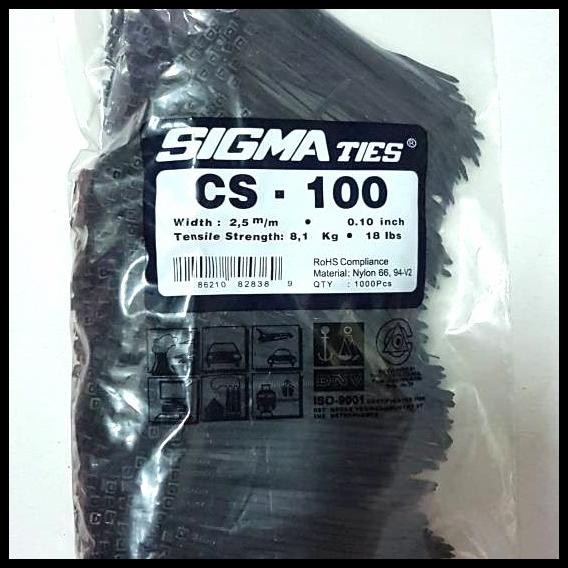 SIGMA TIES®
CS - 100
Width : 2,5 m/m • 0.10 inch
Tensile Strength: 8,1 Kg • 18 lbs
RoHS Compliance
Material: Nylon 66, 94-V2
QTY : 1000Pcs
86210 82838 9
DNV
ISO-9001